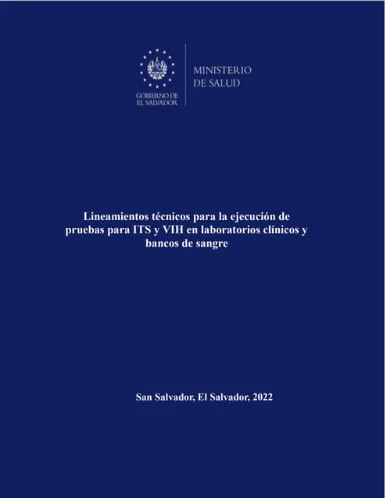 MINISTERIO
DE SALUD
GOBIERNO DE
EL SALVADOR
Lineamientos técnicos para la ejecución de
pruebas para ITS y VIH en laboratorios clínicos y
bancos de sangre
San Salvador, El Salvador, 2022